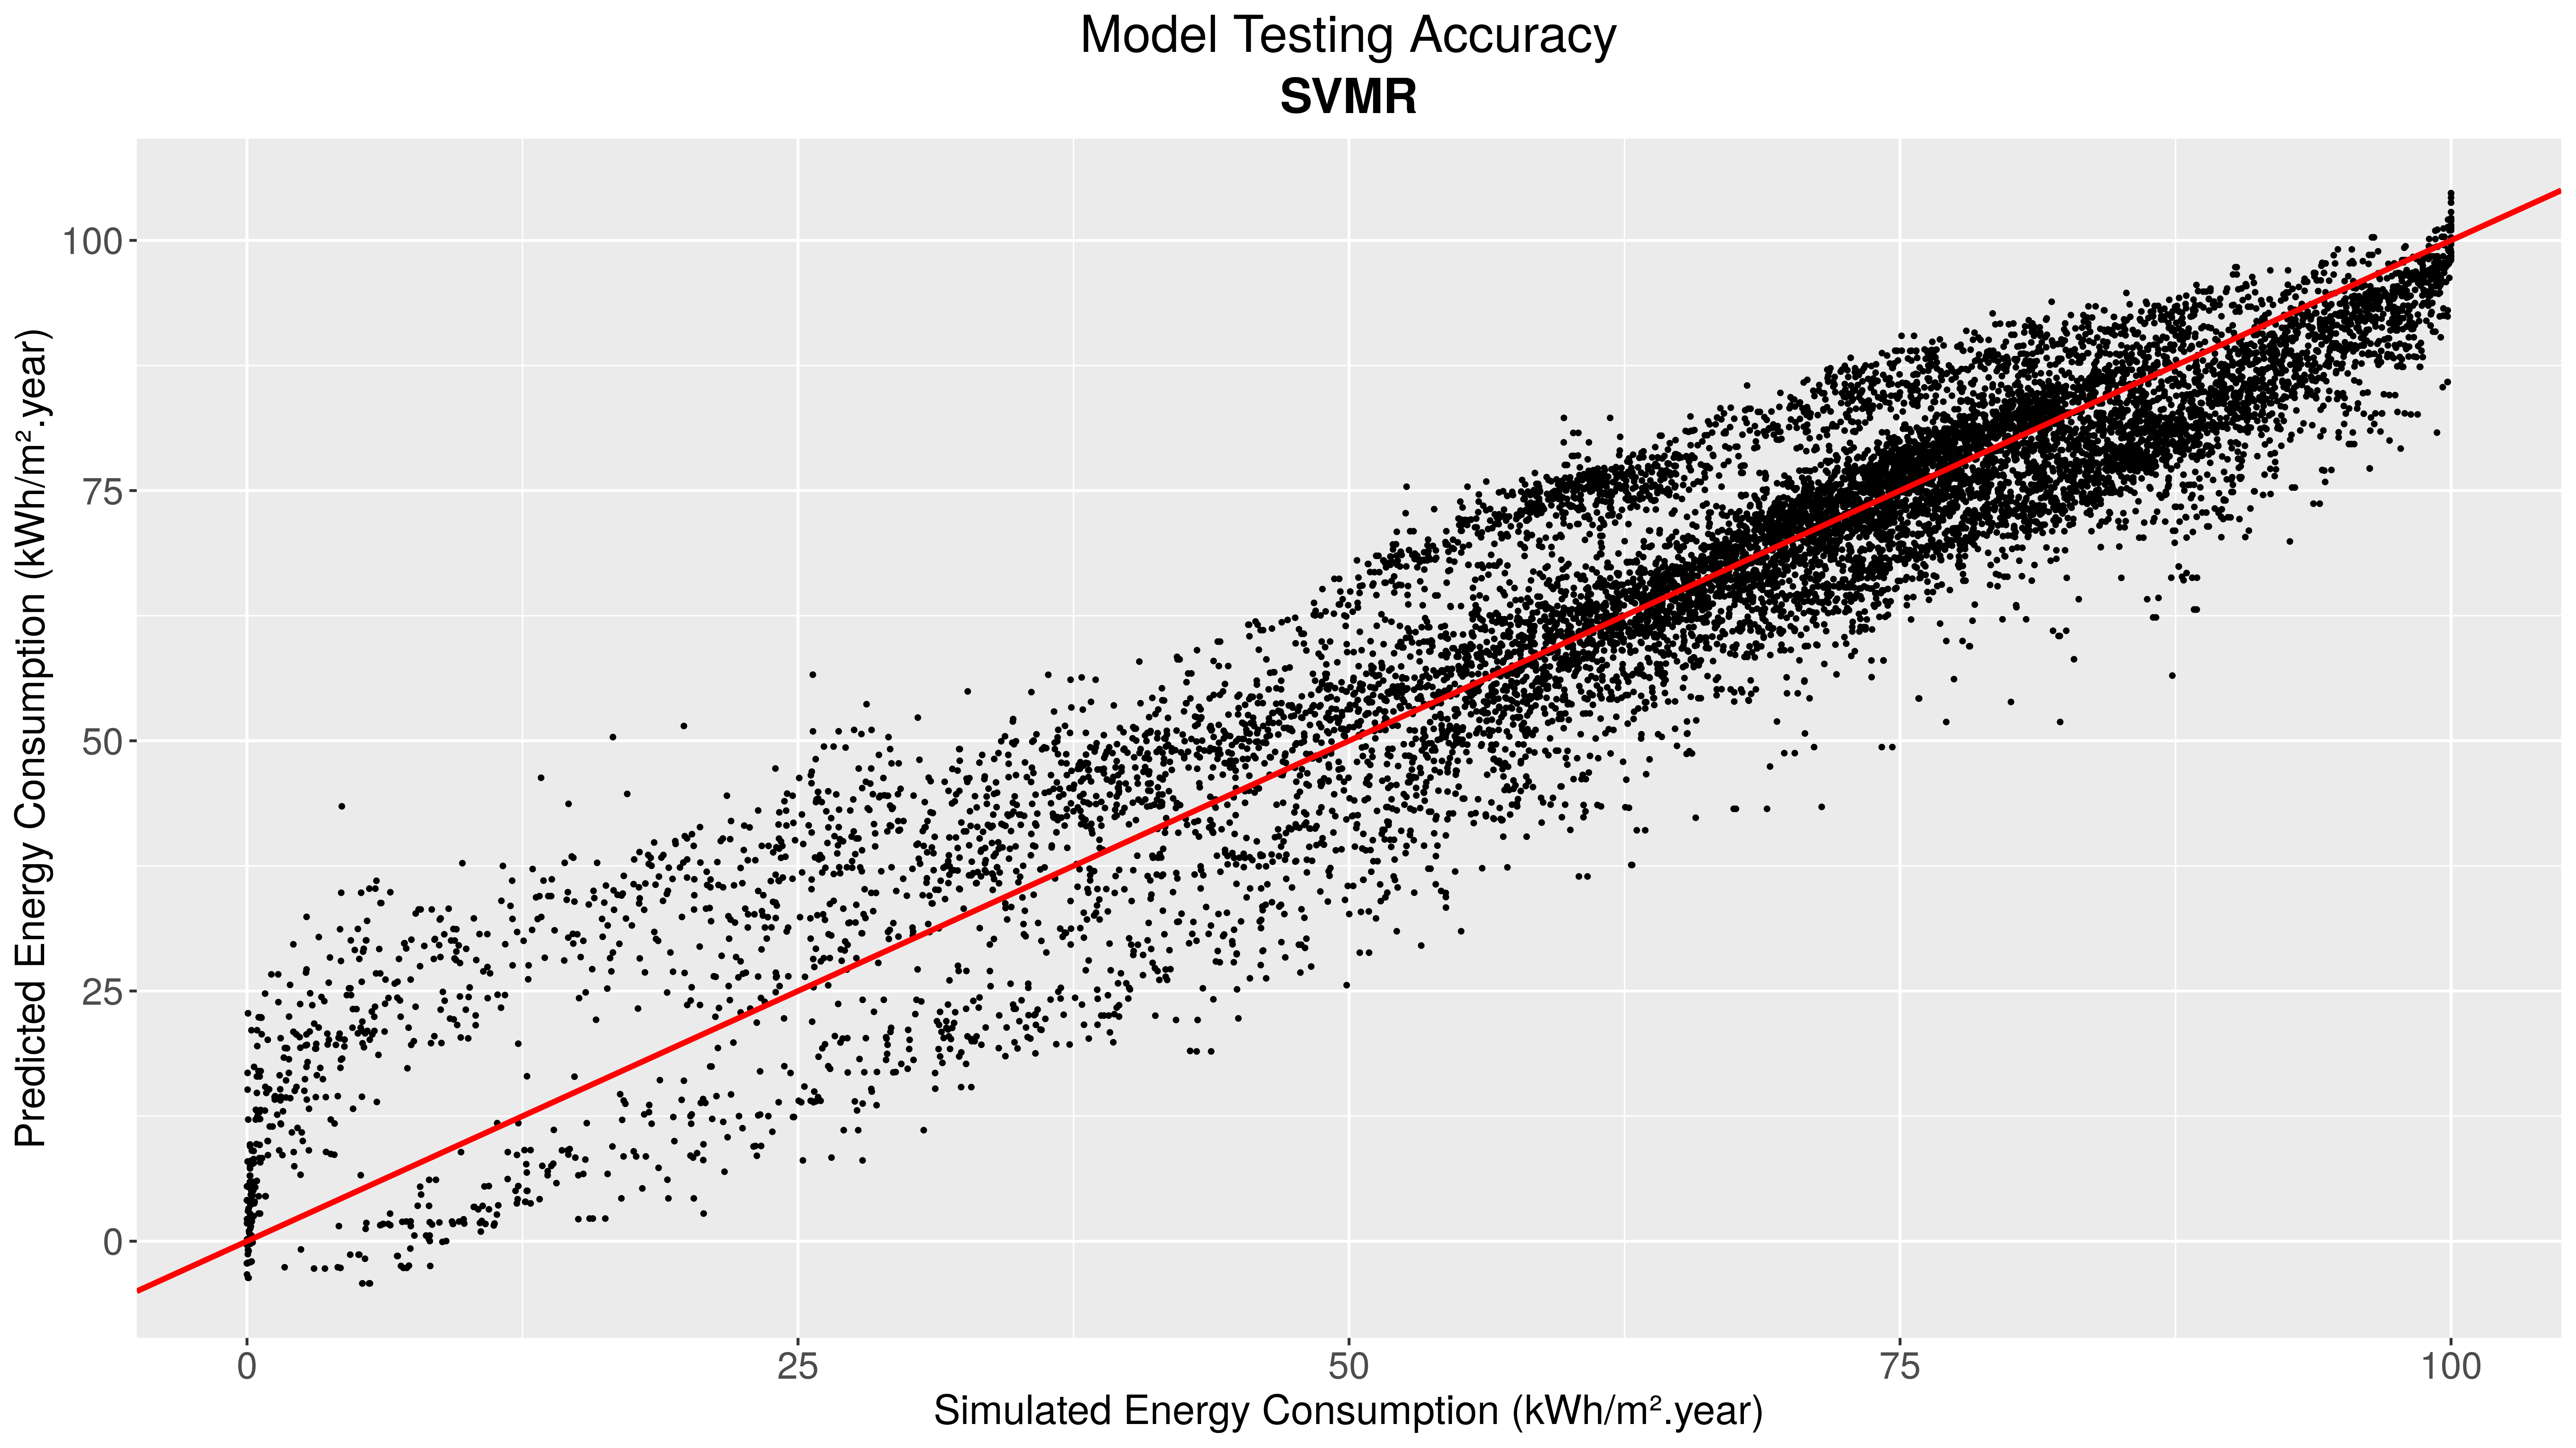 Model Testing Accuracy
SVMR
Predicted Energy Consumption (kWh/m².year)
100
75
50
25
0
0 25 50 75 100
Simulated Energy Consumption (kWh/m².year)